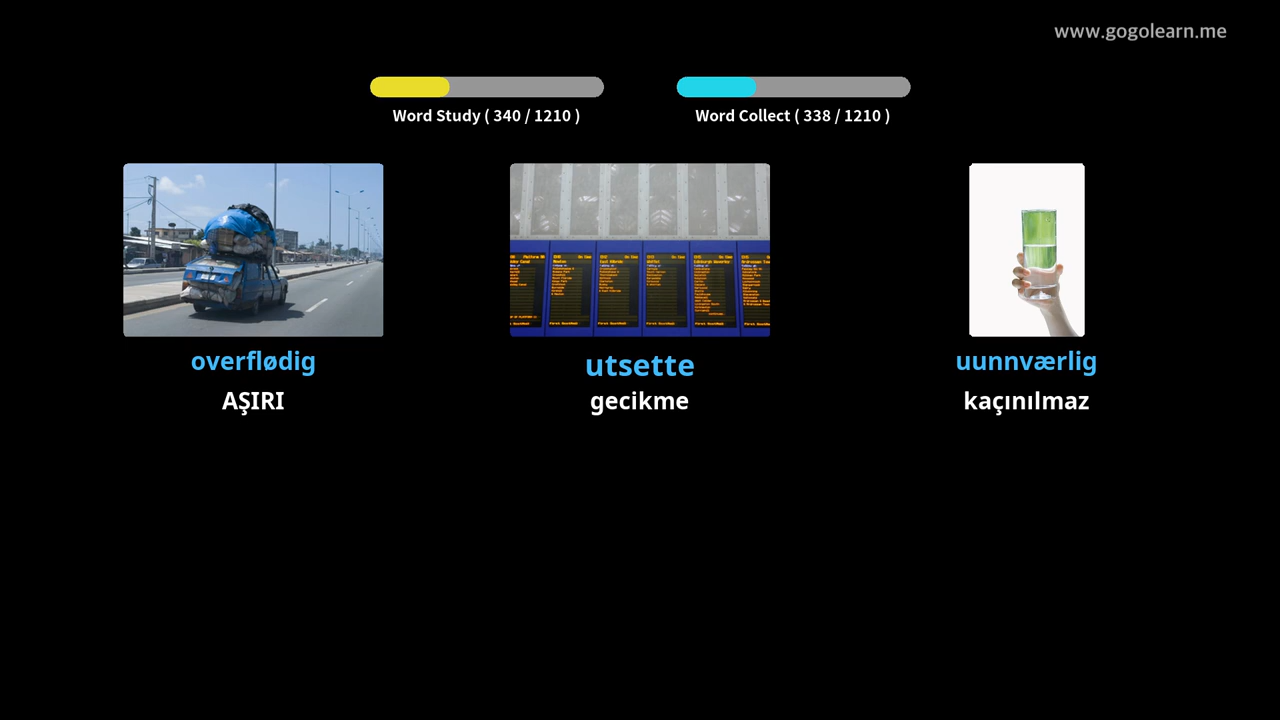 www.gogolearn.me
Word Study ( 340 / 1210 )
Word Collect ( 338 / 1210 )
overflødig
utsette
uunnværlig
AŞIRI
gecikme
kaçınılmaz